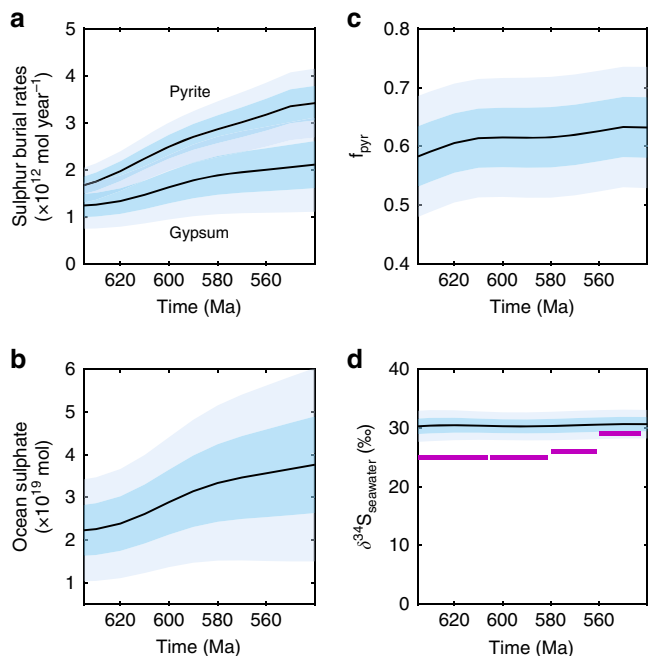 a
Sulphur burial rates
(×10¹² mol year⁻¹)
5
4
3
2
1
0
Pyrite
Gypsum
620 600 580 560
Time (Ma)
c
f_pyr
0.8
0.7
0.6
0.5
0.4
620 600 580 560
Time (Ma)
b
Ocean sulphate
(×10¹⁹ mol)
6
5
4
3
2
1
620 600 580 560
Time (Ma)
d
δ³⁴S_seawater (‰)
40
30
20
10
0
620 600 580 560
Time (Ma)